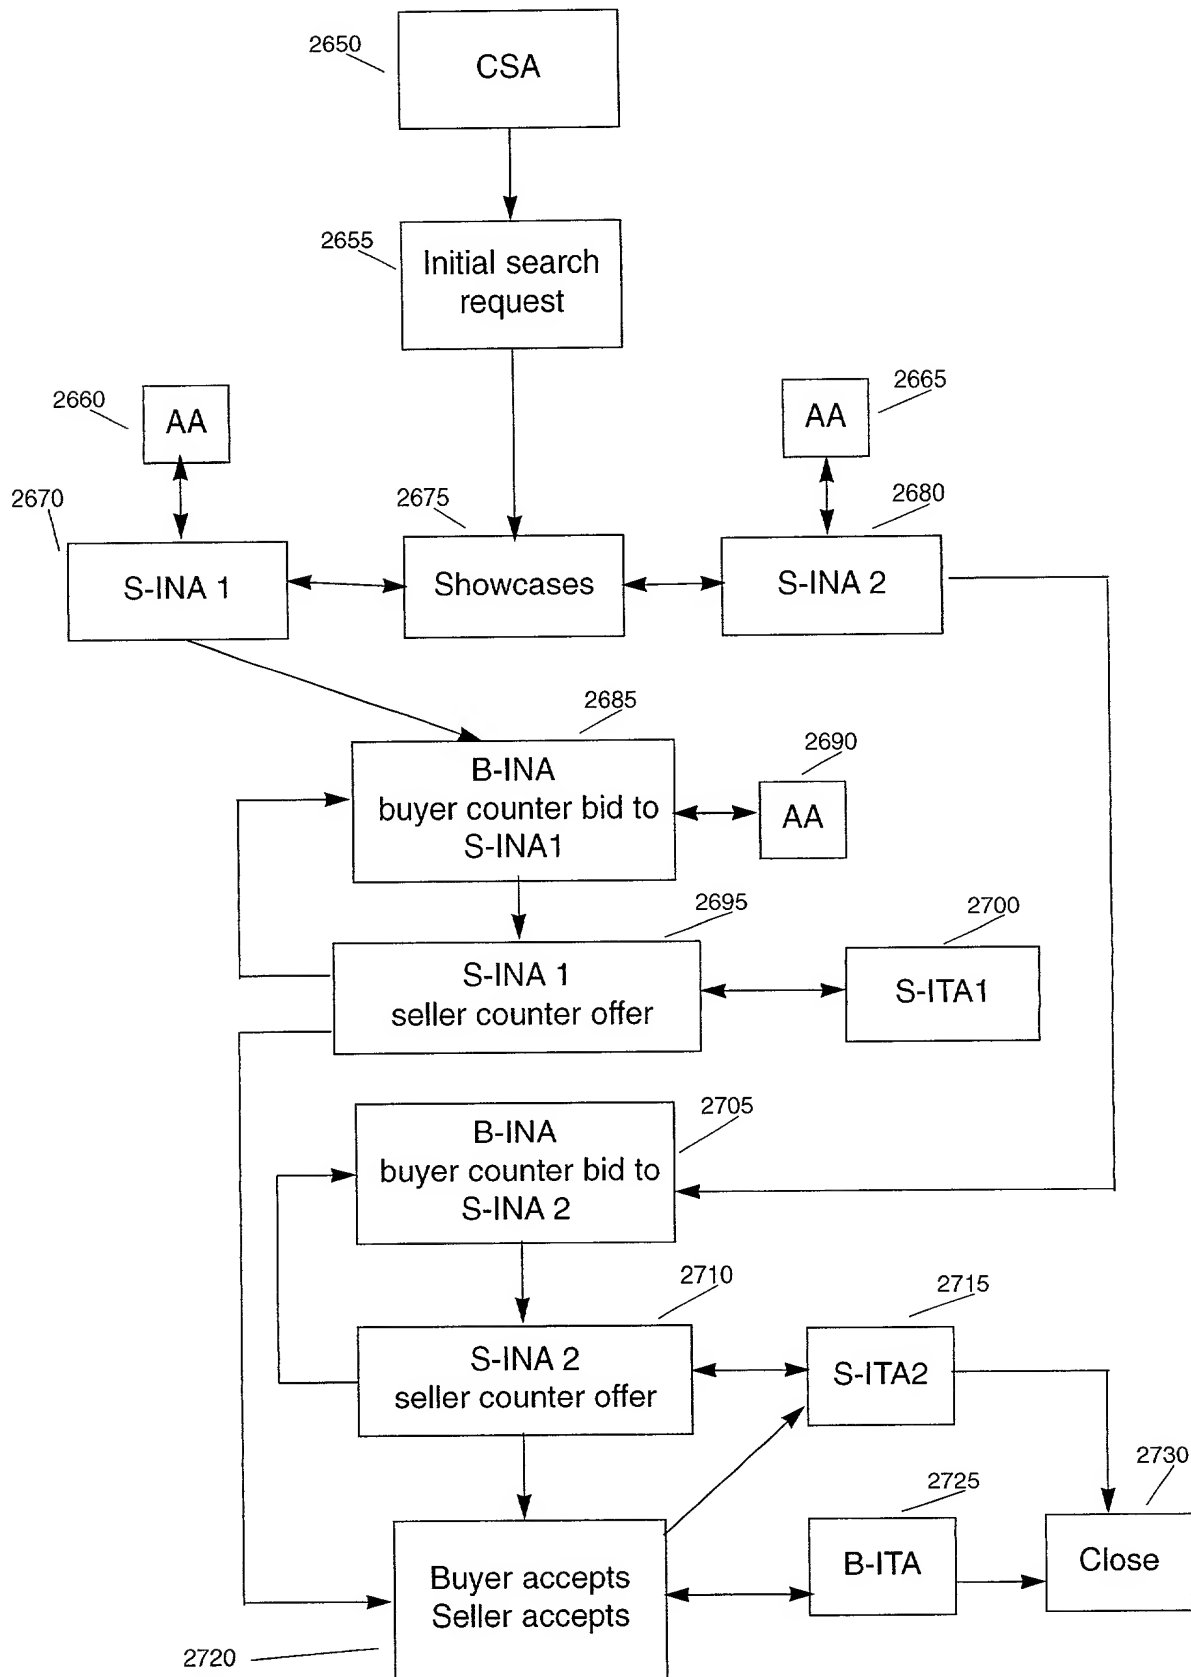 2650
CSA
2655
Initial search
request
2660
AA
2665
AA
2670
S-INA 1
2675
Showcases
2680
S-INA 2
2685
B-INA
buyer counter bid to
S-INA1
2690
AA
2695
S-INA 1
seller counter offer
2700
S-ITA1
2705
B-INA
buyer counter bid to
S-INA 2
2710
S-INA 2
seller counter offer
2715
S-ITA2
2720
Buyer accepts
Seller accepts
2725
B-ITA
2730
Close